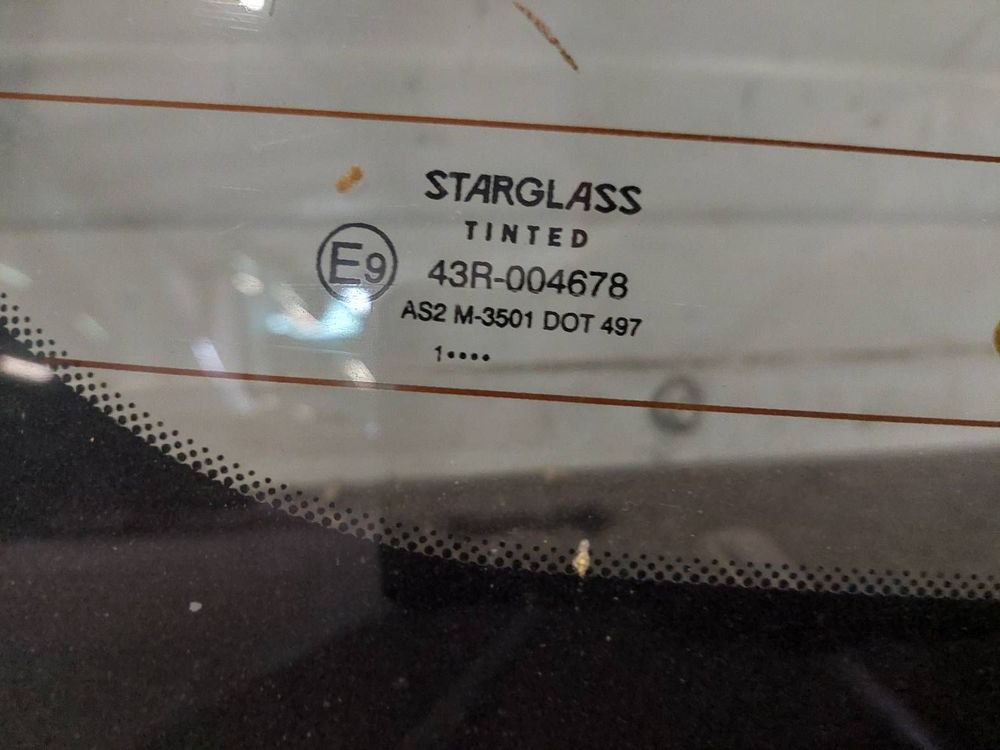 STARGLASS
TINTED
E9
43R-004678
AS2 M-3501 DOT 497
1••••